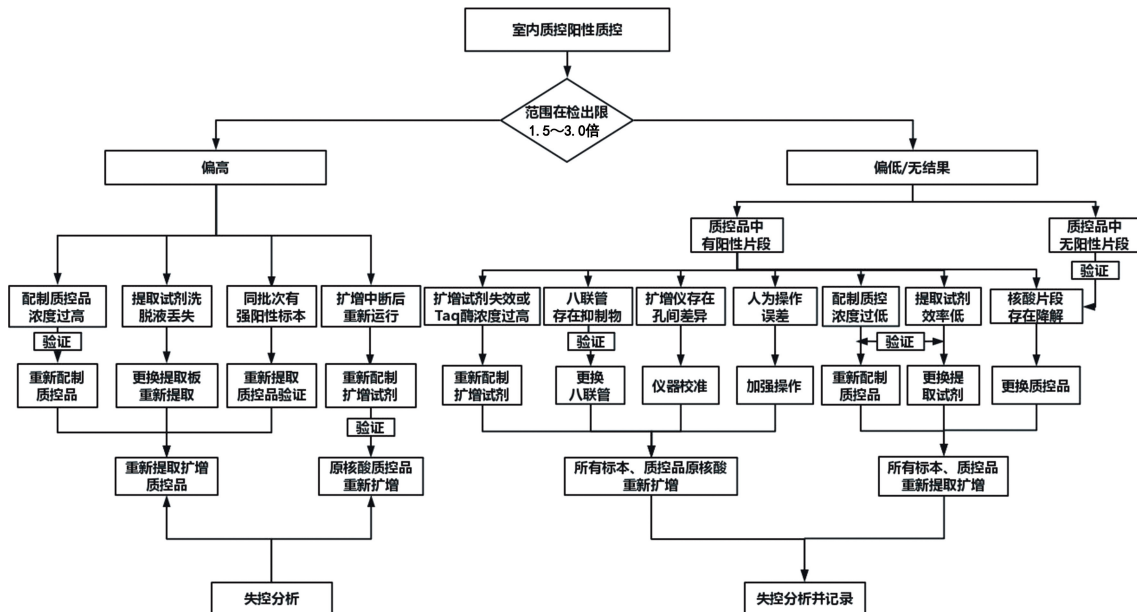 室内质控阳性质控
范围在检出限
1.5～3.0倍
偏高
偏低/无结果
质控品中
有阳性片段
质控品中
无阳性片段
验证
配制质控品
浓度过高
提取试剂洗
脱液丢失
同批次有
强阳性标本
扩增中断后
重新运行
扩增试剂失效或
Taq酶浓度过高
八联管
存在抑制物
扩增仪存在
孔间差异
人为操作
误差
配制质控
浓度过低
提取试剂
效率低
核酸片段
存在降解
验证
验证
验证
重新配制
质控品
更换提取板
重新提取
重新提取
质控品验证
重新配制
扩增试剂
重新配制
扩增试剂
更换
八联管
仪器校准
加强操作
重新配制
质控品
更换提
取试剂
更换质控品
验证
重新提取扩增
质控品
原核酸质控品
重新扩增
所有标本、质控品原核酸
重新扩增
所有标本、质控品
重新提取扩增
失控分析
失控分析并记录